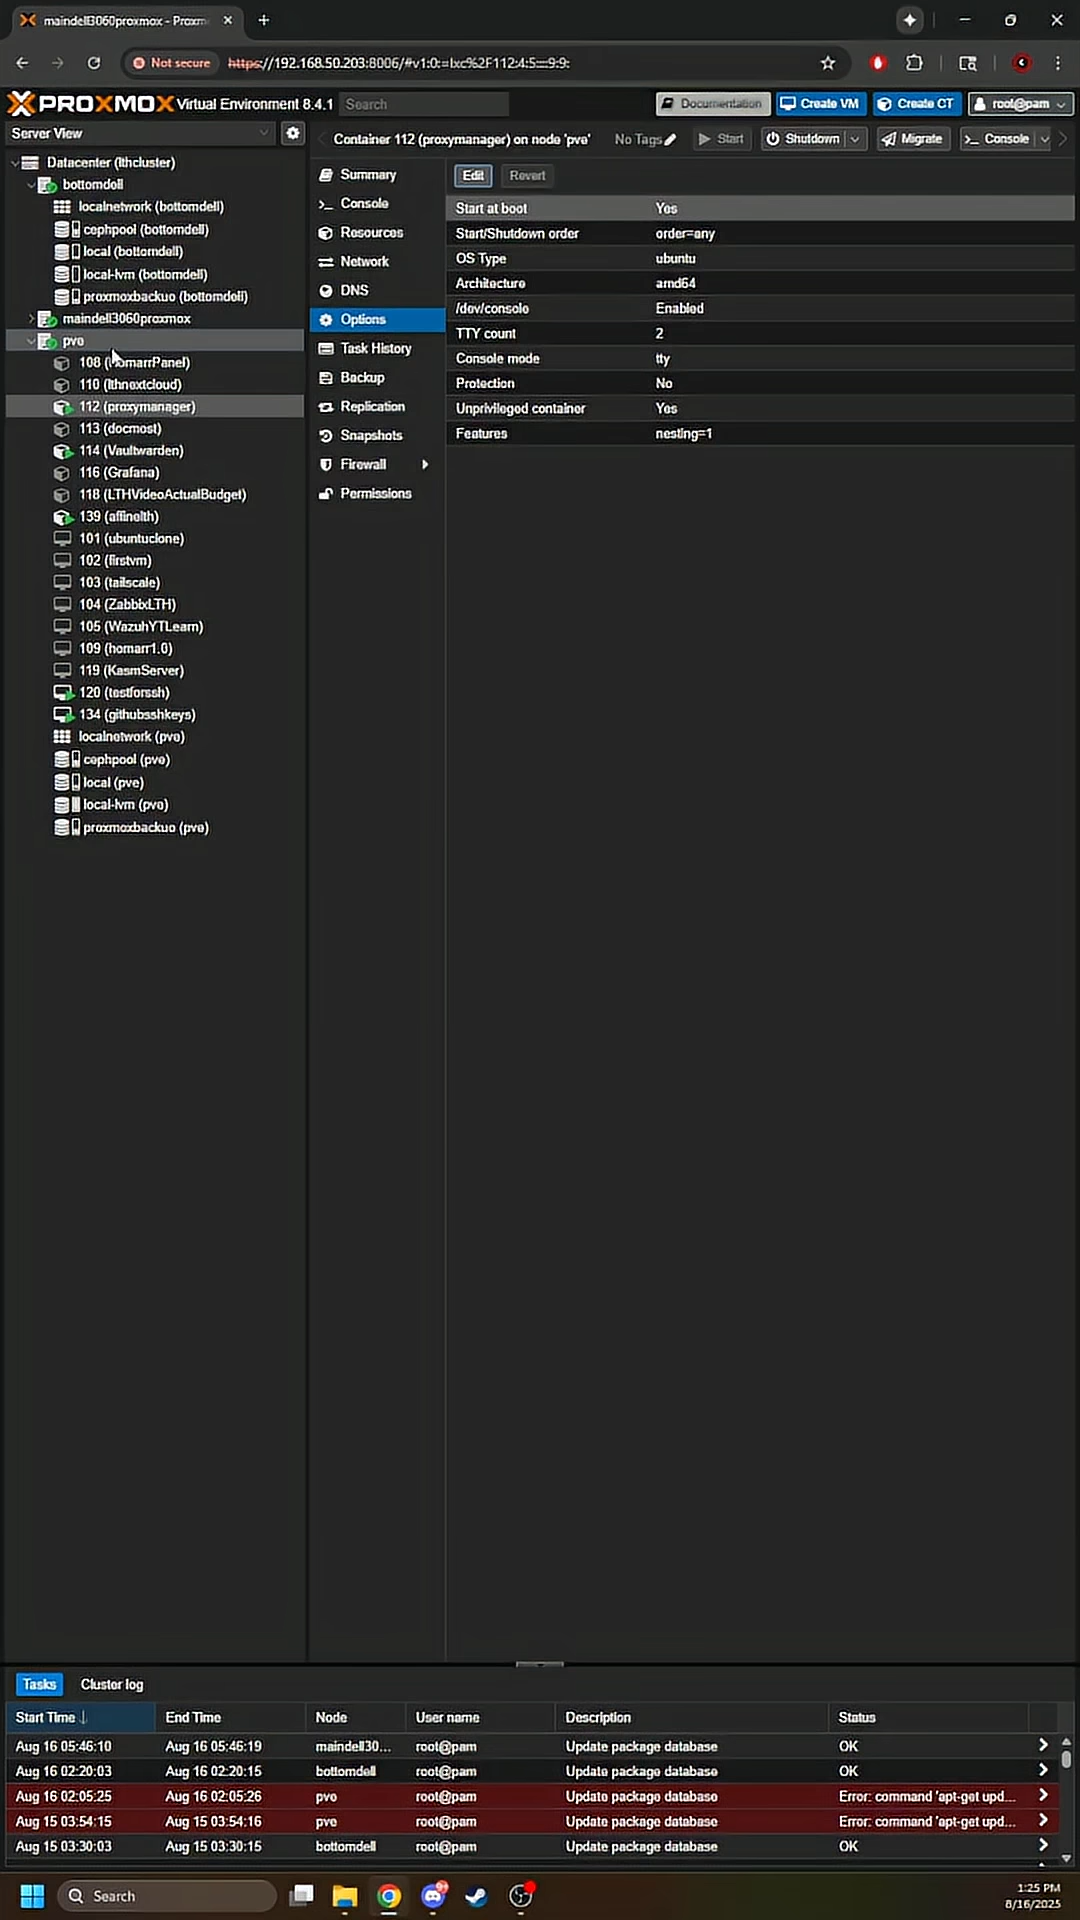 maindell3060proxmox - Proxm
Not secure https://192.168.50.203:8006/#v1:0:=lxc%2F112:4:5::::9:9:
PROXMOX Virtual Environment 8.4.1 Search Documentation Create VM Create CT root@pam
Server View
Container 112 (proxymanager) on node 'pve' No Tags Start Shutdown Migrate Console
Datacenter (lthcluster)
bottomdell
localnetwork (bottomdell)
cephpool (bottomdell)
local (bottomdell)
local-lvm (bottomdell)
proxmoxbackuo (bottomdell)
maindell3060proxmox
pve
108 (HomarrPanel)
110 (lthnextcloud)
112 (proxymanager)
113 (docmost)
114 (Vaultwarden)
116 (Grafana)
118 (LTHVideoActualBudget)
139 (affinelth)
101 (ubuntuclone)
102 (firstvm)
103 (tailscale)
104 (ZabbixLTH)
105 (WazuhYTLearn)
109 (homarr1.0)
119 (KasmServer)
120 (testforssh)
134 (githubsshkeys)
localnetwork (pve)
cephpool (pve)
local (pve)
local-lvm (pve)
proxmoxbackuo (pve)
Summary
Console
Resources
Network
DNS
Options
Task History
Backup
Replication
Snapshots
Firewall
Permissions
Edit Revert
Start at boot Yes
Start/Shutdown order order=any
OS Type ubuntu
Architecture amd64
/dev/console Enabled
TTY count 2
Console mode tty
Protection No
Unprivileged container Yes
Features nesting=1
Tasks Cluster log
Start Time End Time Node User name Description Status
Aug 16 05:46:10 Aug 16 05:46:19 maindell30... root@pam Update package database OK
Aug 16 02:20:03 Aug 16 02:20:15 bottomdell root@pam Update package database OK
Aug 16 02:05:25 Aug 16 02:05:26 pve root@pam Update package database Error: command 'apt-get upd...
Aug 15 03:54:15 Aug 15 03:54:16 pve root@pam Update package database Error: command 'apt-get upd...
Aug 15 03:30:03 Aug 15 03:30:15 bottomdell root@pam Update package database OK
Search
1:25 PM
8/16/2025